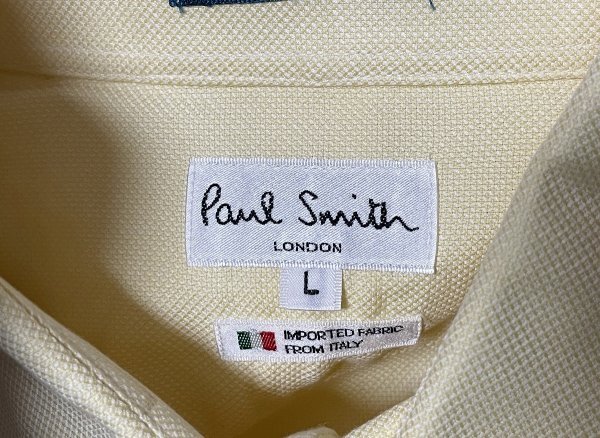 Paul Smith
LONDON
L
IMPORTED FABRIC
FROM ITALY